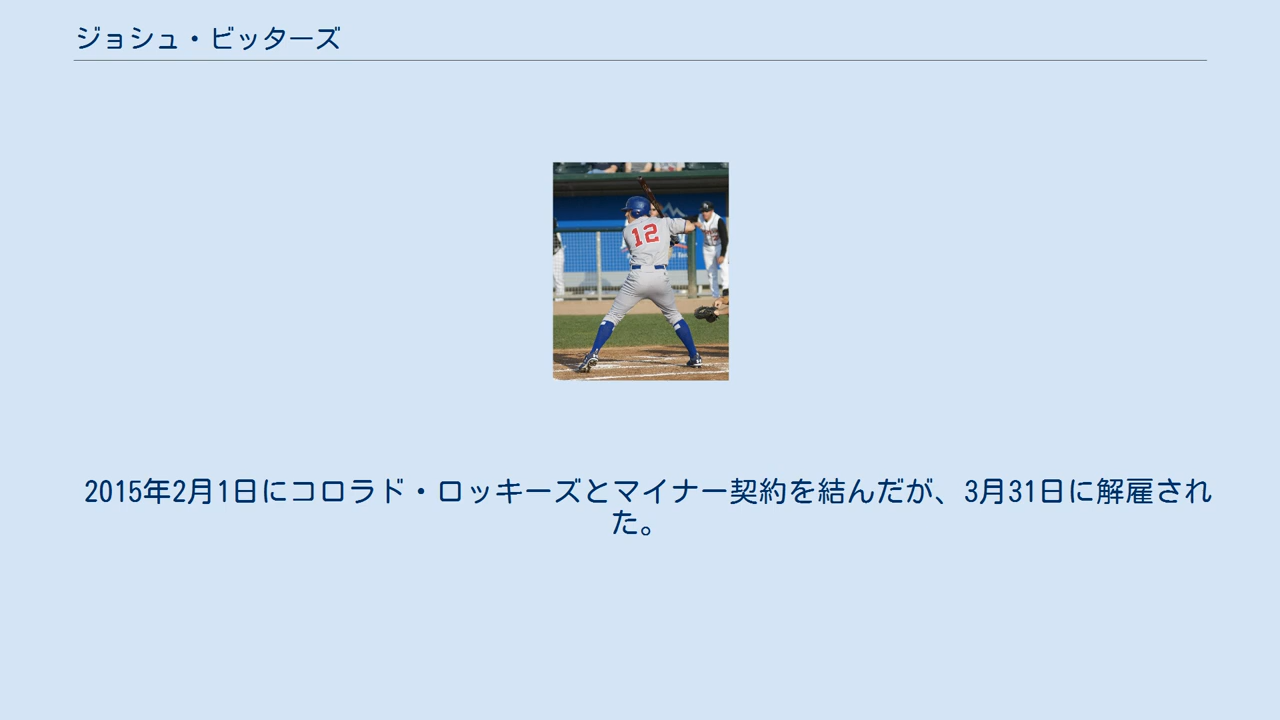 ジョシュ・ビッターズ
12
2015年2月1日にコロラド・ロッキーズとマイナー契約を結んだが、3月31日に解雇され
た。